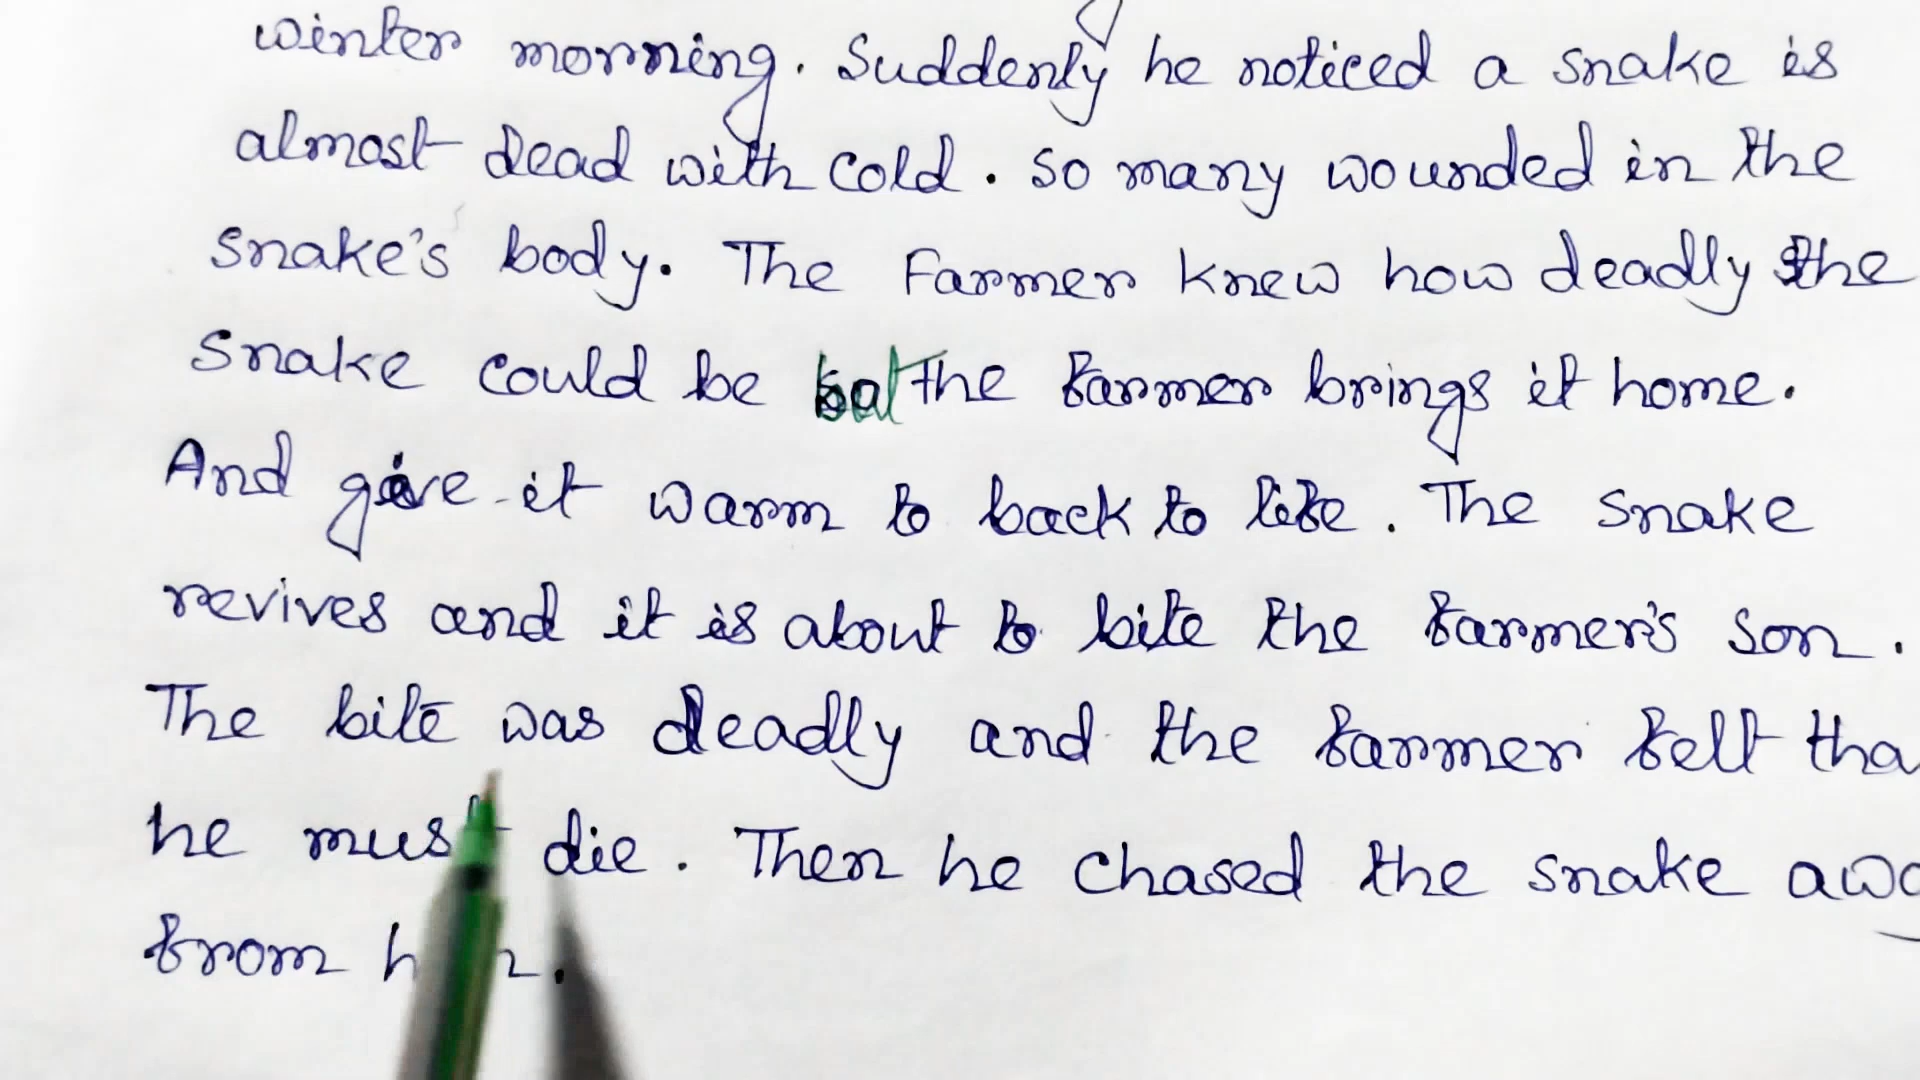 winter morning. Suddenly he noticed a snake is
almost dead with cold. So many wounded in the
snake's body. The Farmer knew how deadly the
snake could be but the farmer brings it home.
And give it warm to back to life. The snake
revives and it is about to bite the farmer's son.
The bite was deadly and the farmer felt tha
he must die. Then he chased the snake awa
from